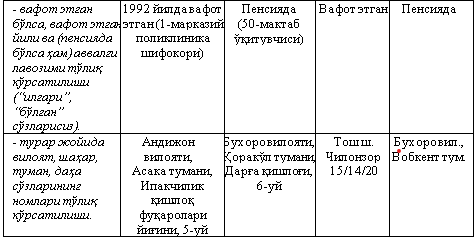 - вафот этган
бўлса, вафот этган
йили ва (пенсияда
бўлса ҳам) аввалги
лавозими тўлиқ
кўрсатилиши
(“илгари”,
“бўлган”
сўзларисиз).
1992 йилда вафот
этган (1-марказий
поликлиника
шифокори)
Пенсияда
(50-мактаб
ўқитувчиси)
Вафот этган
Пенсияда
- турар жойида
вилоят, шаҳар,
туман, даҳа
сўзларининг
номлари тўлиқ
кўрсатилиши.
Андижон
вилояти,
Асака тумани,
Ипакчилик
қишлоқ
фуқаролари
йиғини, 5-уй
Бухоро вилояти,
Қоракўл тумани,
Дарға қишлоғи,
6-уй
Тош ш.
Чилонзор
15/14/20
Бухоро вил.,
Вобкент тум.